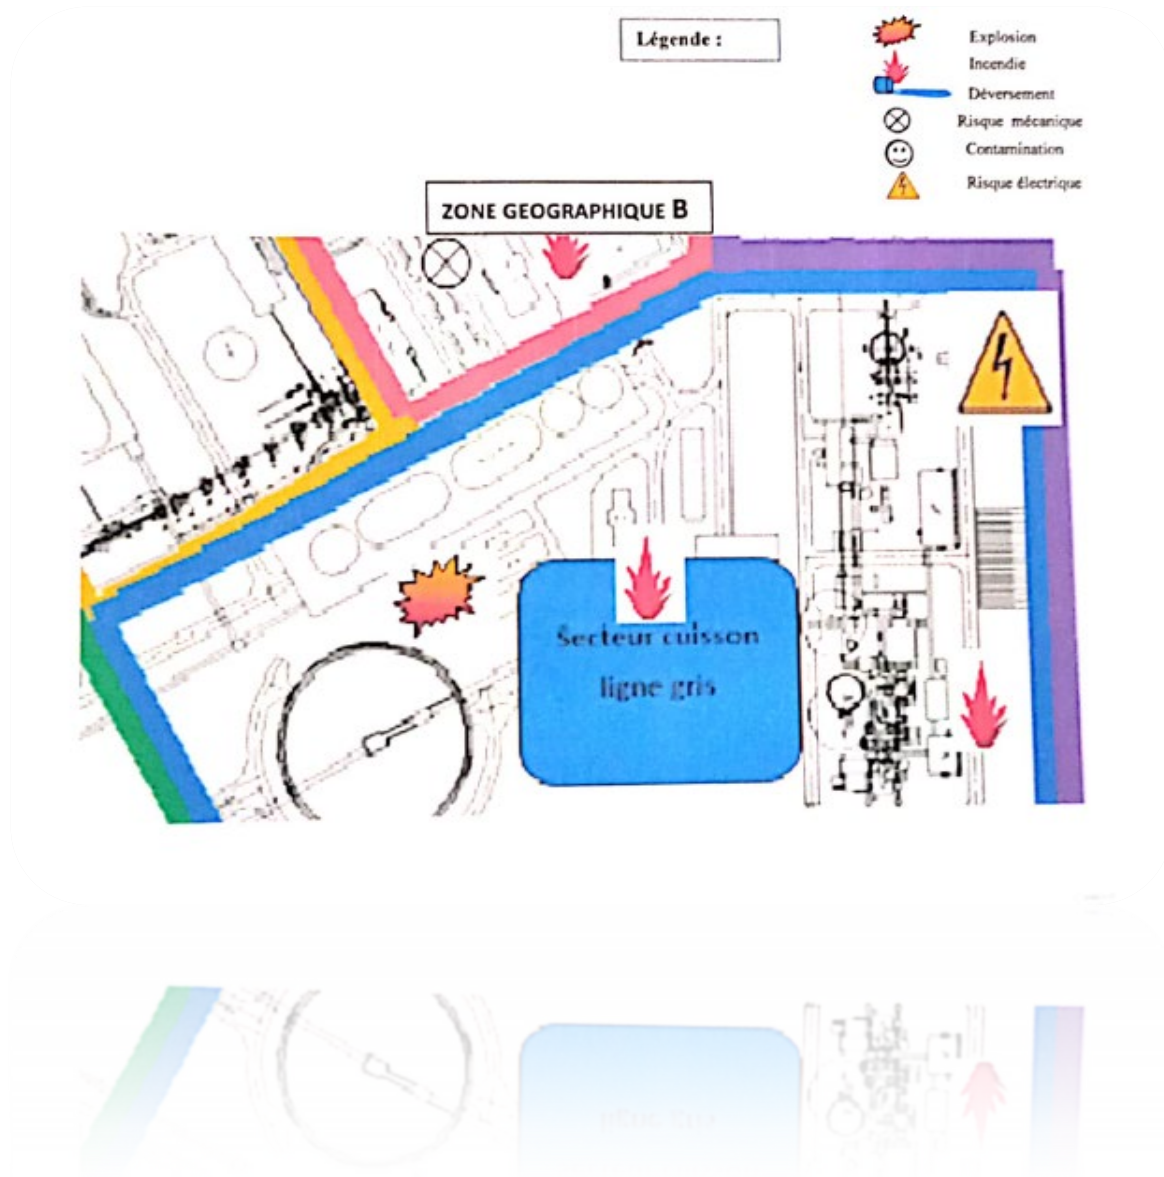 Légende :
Explosion
Incendie
Déversement
Risque mécanique
Contamination
Risque électrique
ZONE GEOGRAPHIQUE B
Secteur cuisson
ligne gris